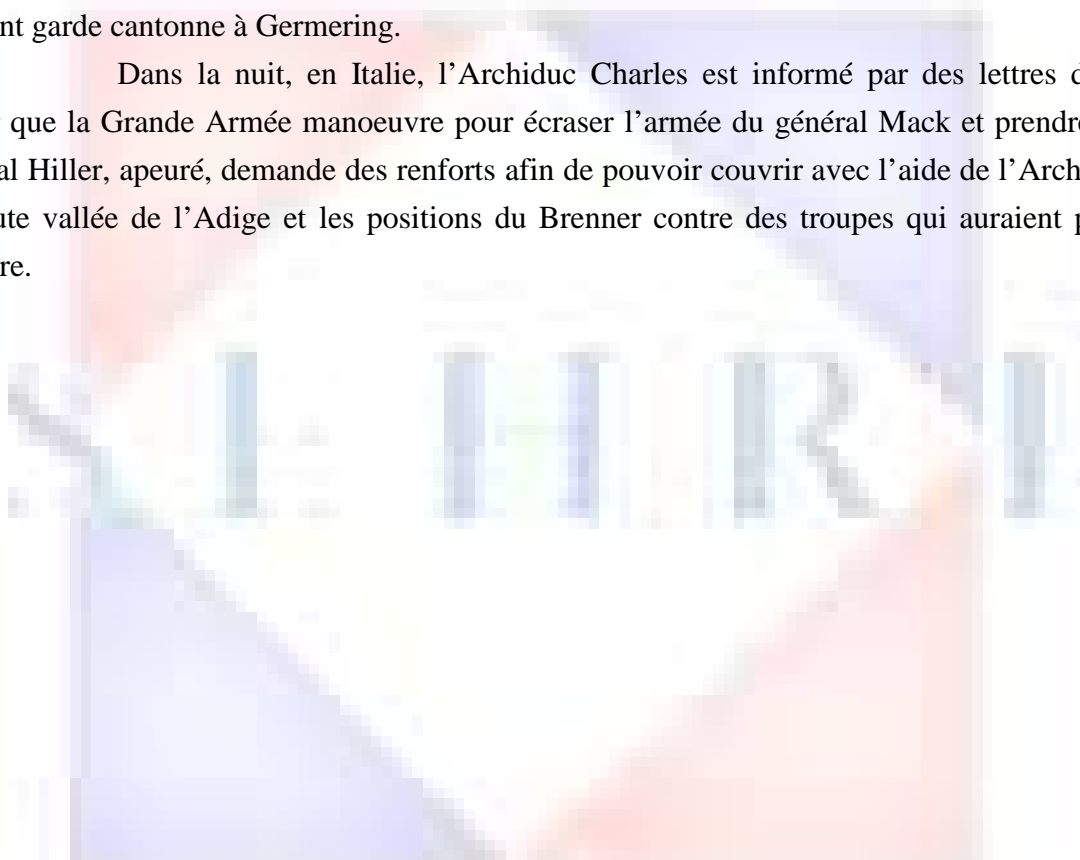 nt garde cantonne à Germering.
Dans la nuit, en Italie, l’Archiduc Charles est informé par des lettres
que la Grande Armée manoeuvre pour écraser l’armée du général Mack et prendre
al Hiller, apeuré, demande des renforts afin de pouvoir couvrir avec l’aide de l’Arch
ute vallée de l’Adige et les positions du Brenner contre des troupes qui auraient
re.